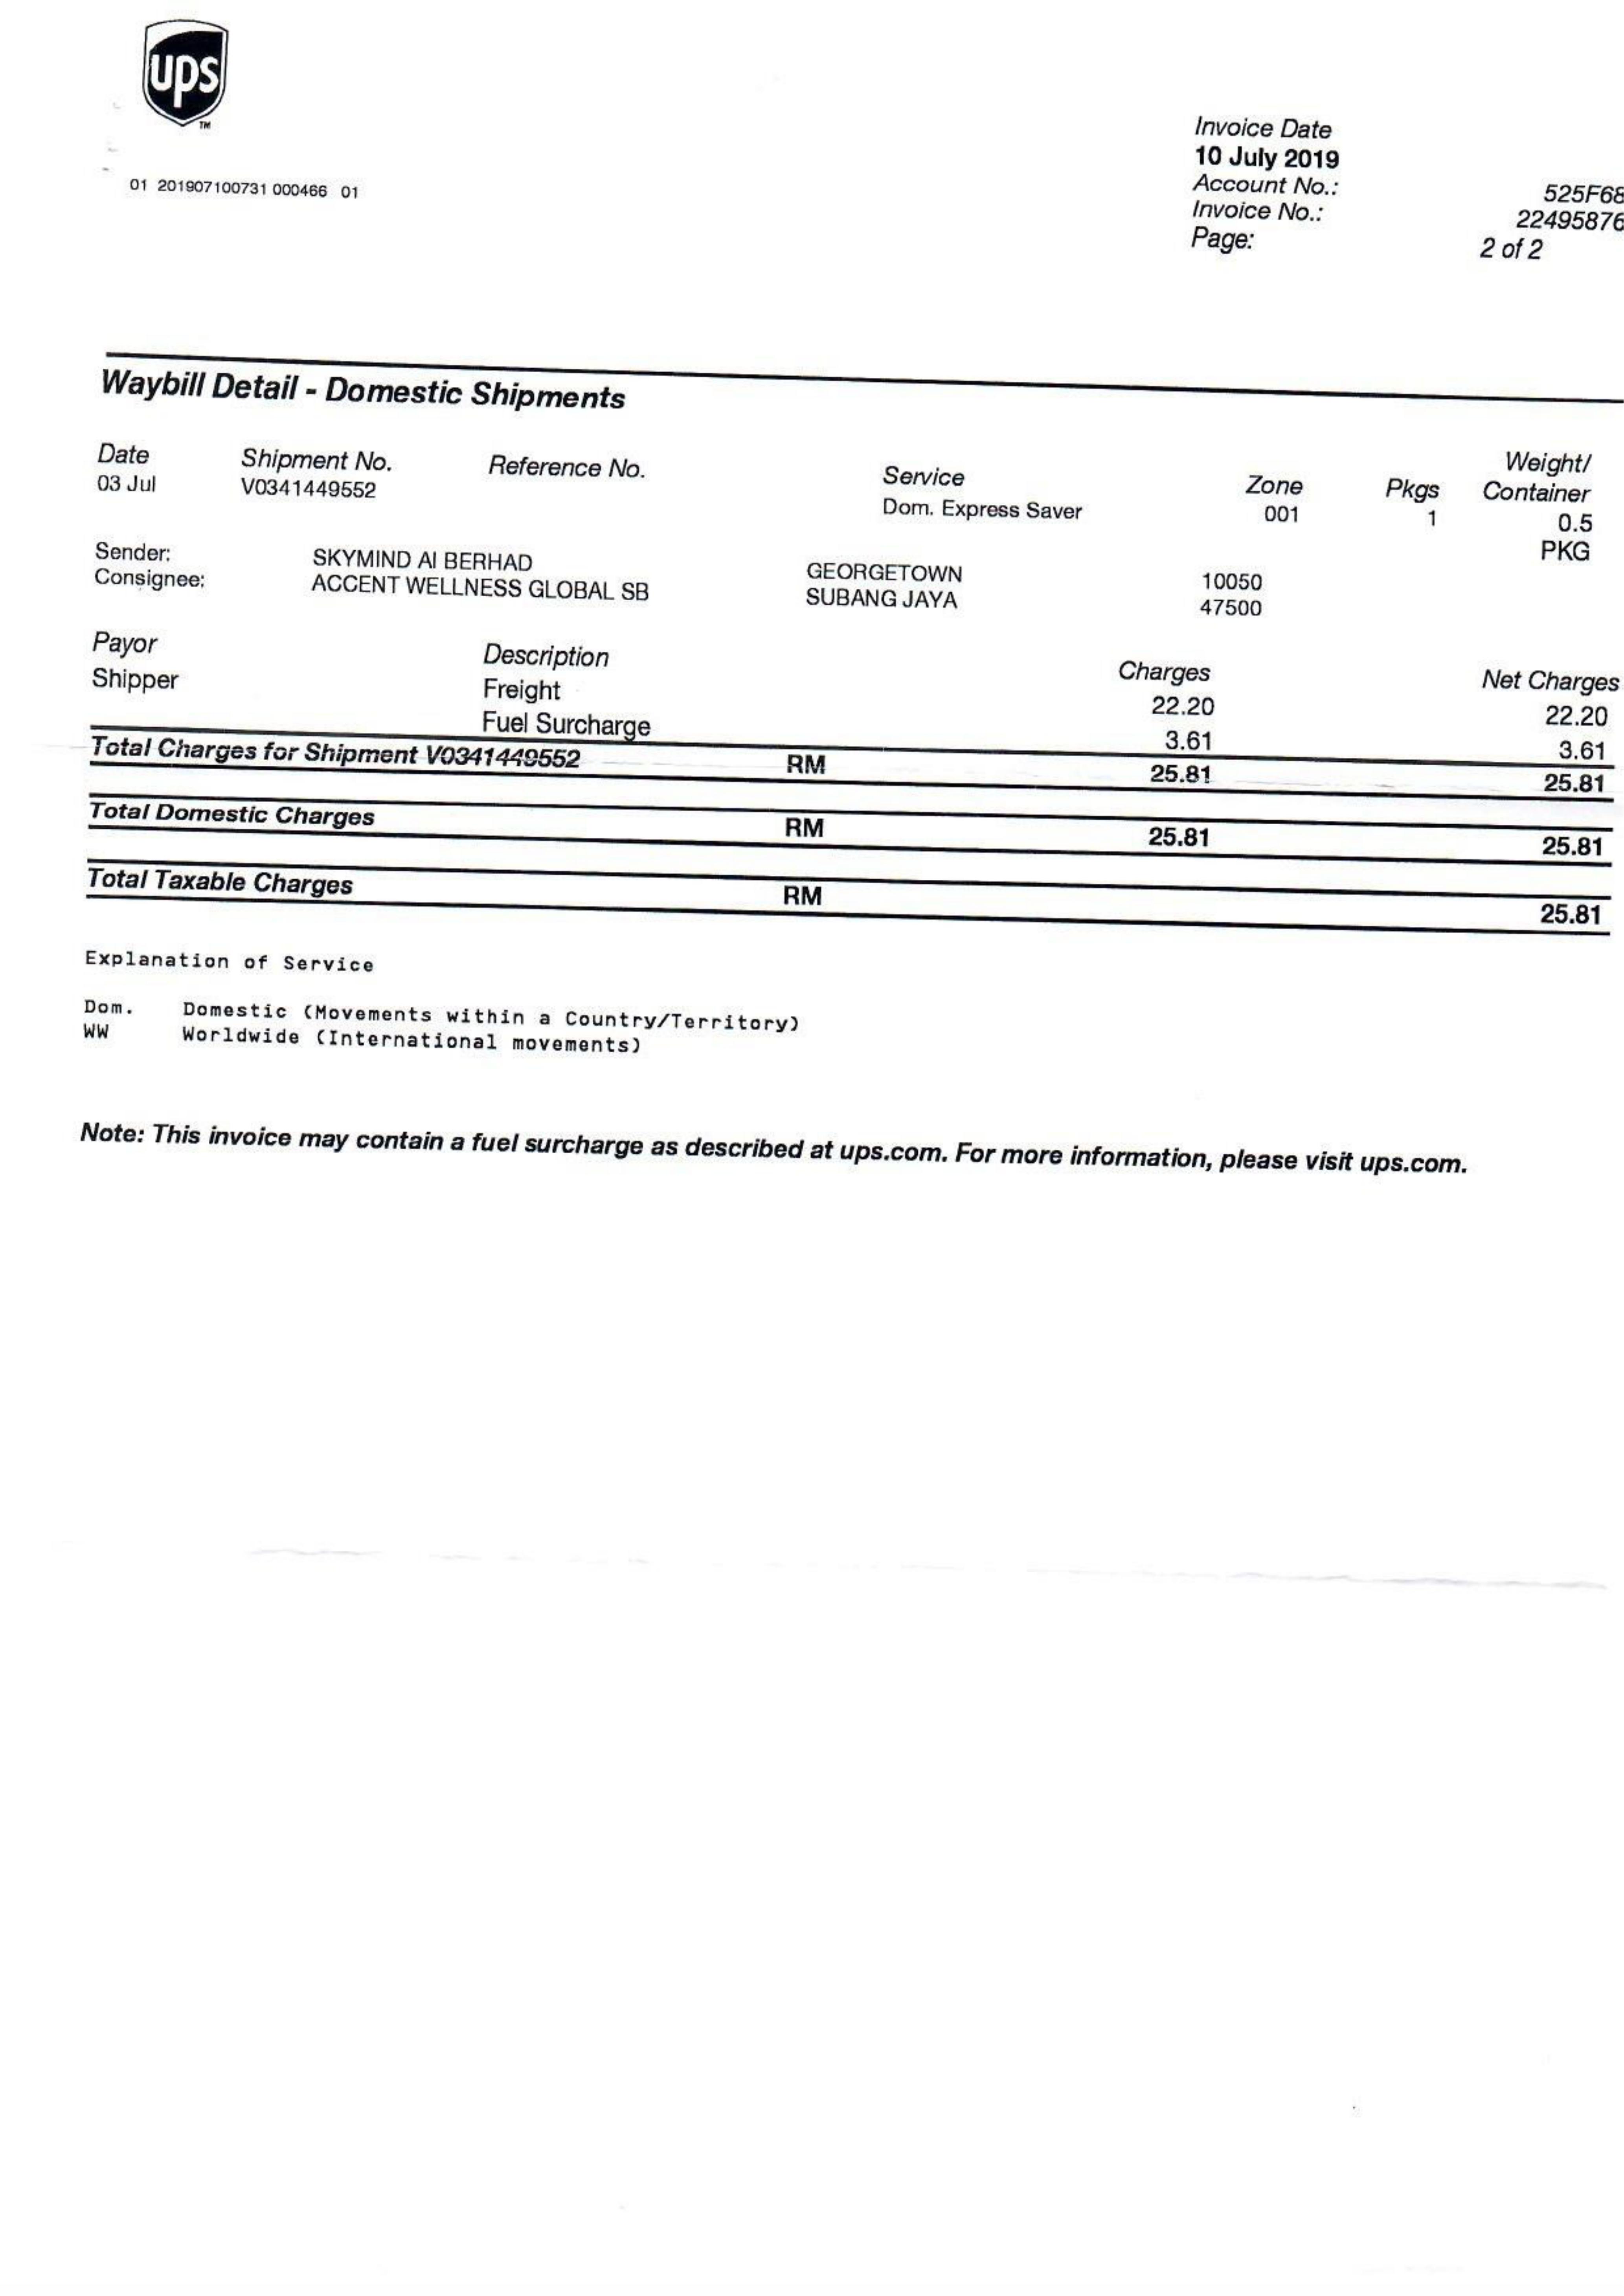 ups
TM
01 201907100731 000466 01
Invoice Date
10 July 2019
Account No.: 525F68
Invoice No.: 22495876
Page: 2 of 2
Waybill Detail - Domestic Shipments
Date Shipment No. Reference No. Service Zone Pkgs Weight/ Container
03 Jul V0341449552 Dom. Express Saver 001 1 0.5
PKG
Sender: SKYMIND AI BERHAD GEORGETOWN 10050
Consignee: ACCENT WELLNESS GLOBAL SB SUBANG JAYA 47500
Payor Description Charges Net Charges
Shipper Freight 22.20 22.20
Fuel Surcharge 3.61 3.61
Total Charges for Shipment V0341449552 RM 25.81 25.81
Total Domestic Charges RM 25.81 25.81
Total Taxable Charges RM 25.81
Explanation of Service
Dom. Domestic (Movements within a Country/Territory)
WW Worldwide (International movements)
Note: This invoice may contain a fuel surcharge as described at ups.com. For more information, please visit ups.com.